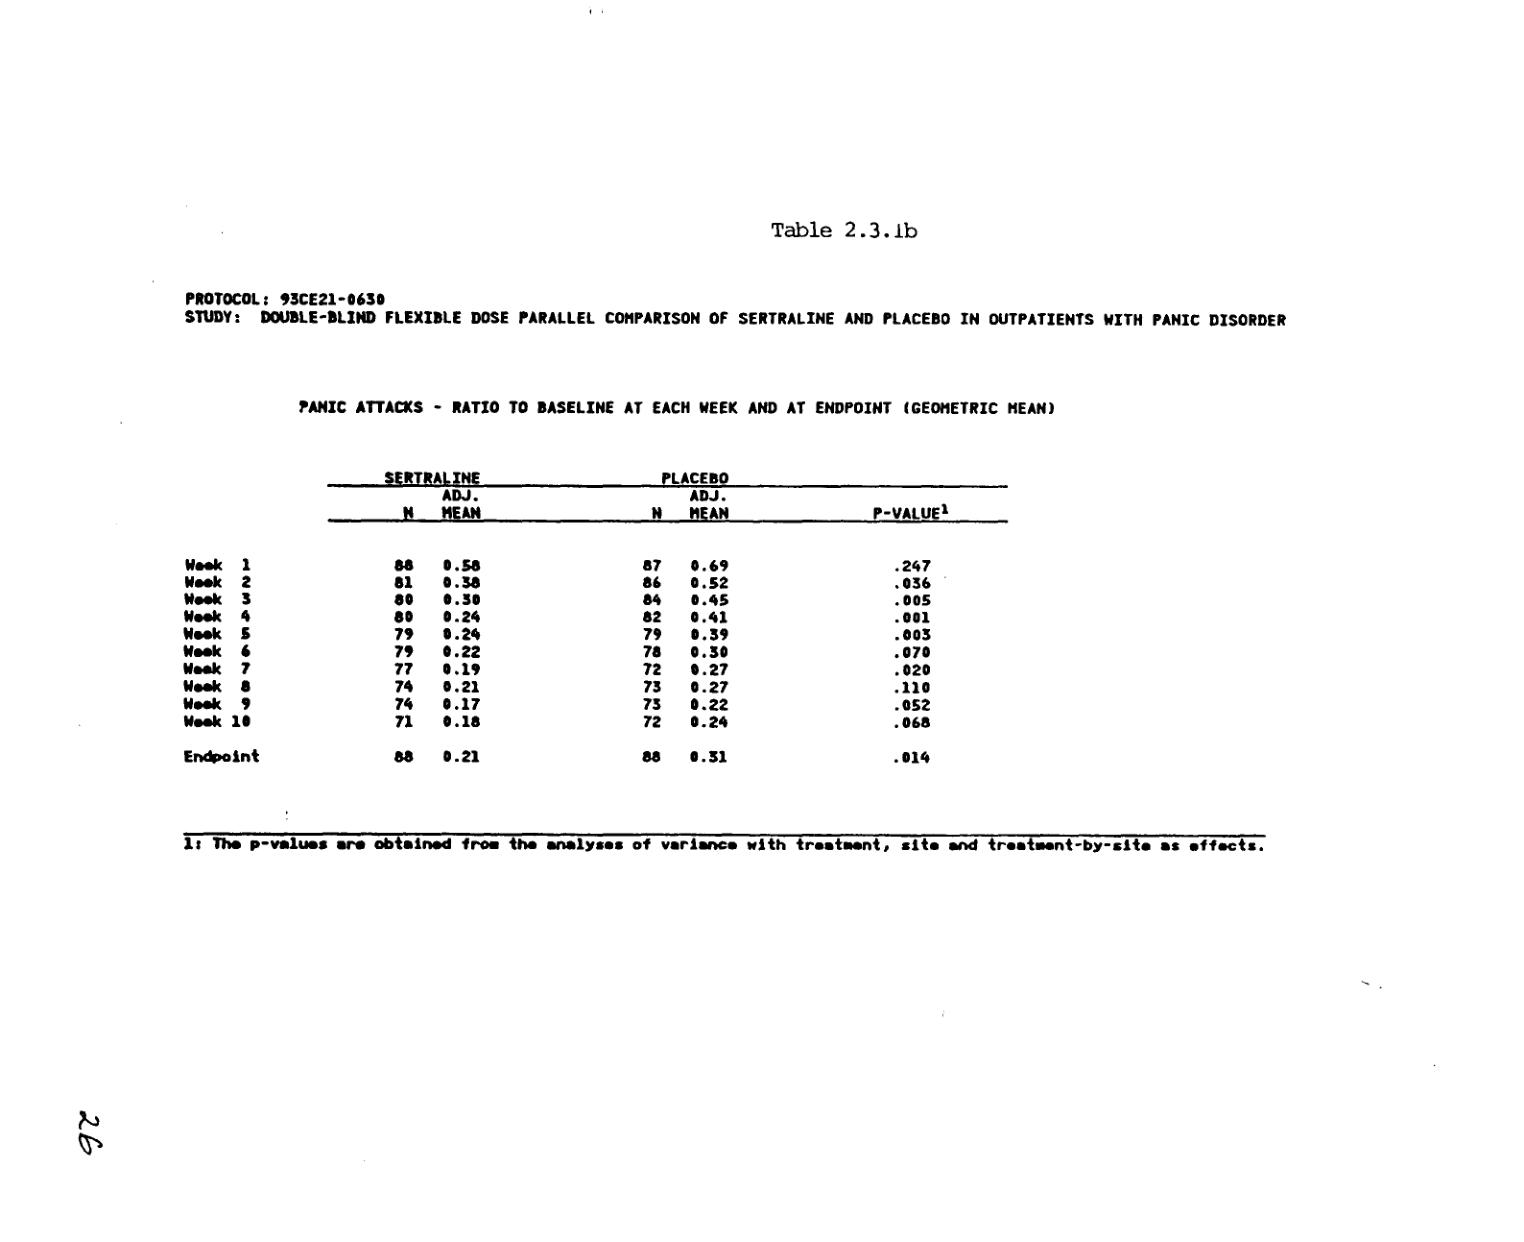 Table 2.3.1b
PROTOCOL: 93CE21-0630
STUDY: DOUBLE-BLIND FLEXIBLE DOSE PARALLEL COMPARISON OF SERTRALINE AND PLACEBO IN OUTPATIENTS WITH PANIC DISORDER
PANIC ATTACKS - RATIO TO BASELINE AT EACH WEEK AND AT ENDPOINT (GEOMETRIC MEAN)
SERTRALINE PLACEBO
ADJ. ADJ.
N MEAN N MEAN P-VALUE1
Week 1 88 0.58 87 0.69 .247
Week 2 81 0.38 86 0.52 .036
Week 3 80 0.30 84 0.45 .005
Week 4 80 0.24 82 0.41 .001
Week 5 79 0.24 79 0.39 .003
Week 6 79 0.22 78 0.30 .070
Week 7 77 0.19 72 0.27 .020
Week 8 74 0.21 73 0.27 .110
Week 9 74 0.17 73 0.22 .052
Week 10 71 0.18 72 0.24 .068
Endpoint 88 0.21 88 0.31 .014
1: The p-values are obtained from the analyses of variance with treatment, site and treatment-by-site as effects.
26